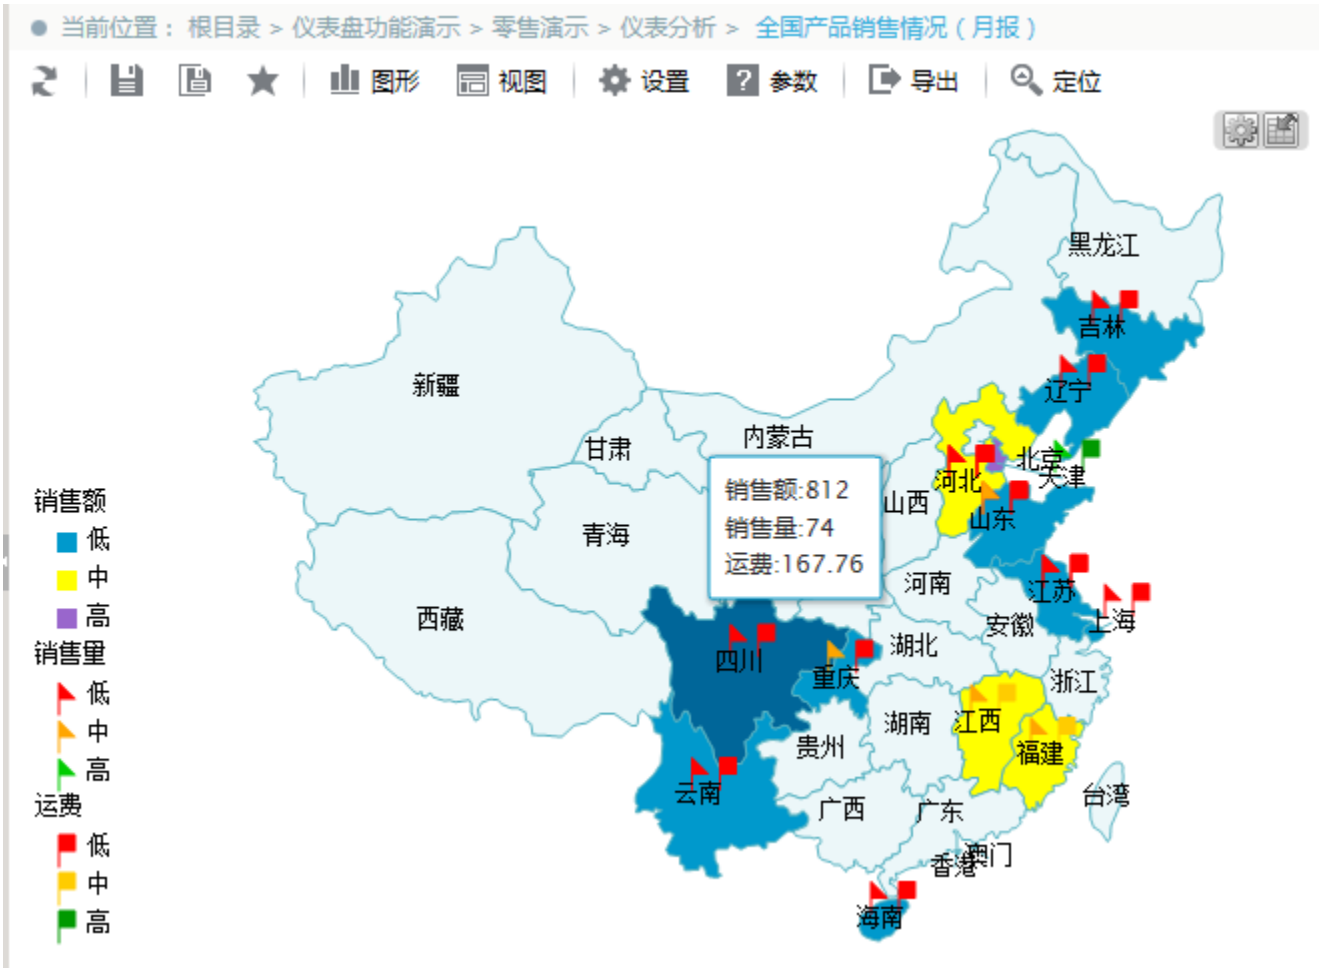 当前位置： 根目录 > 仪表盘功能演示 > 零售演示 > 仪表分析 > 全国产品销售情况（月报）
图形 视图 设置 ? 参数 导出 定位
黑龙江
吉林
辽宁
新疆
内蒙古
甘肃
北京
天津
河北
山西
山东
销售额:812
销售量:74
运费:167.76
青海
河南
江苏
西藏
安徽
上海
湖北
四川
重庆
浙江
湖南
江西
贵州
福建
云南
广西
广东
台湾
香港
澳门
海南
销售额
低
中
高
销售量
低
中
高
运费
低
中
高